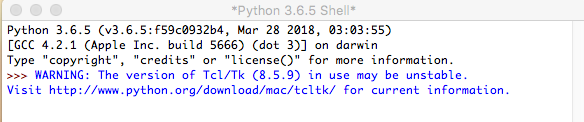 *Python 3.6.5 Shell*
Python 3.6.5 (v3.6.5:f59c0932b4, Mar 28 2018, 03:03:55)
[GCC 4.2.1 (Apple Inc. build 5666) (dot 3)] on darwin
Type "copyright", "credits" or "license()" for more information.
>>> WARNING: The version of Tcl/Tk (8.5.9) in use may be unstable.
Visit http://www.python.org/download/mac/tcltk/ for current information.